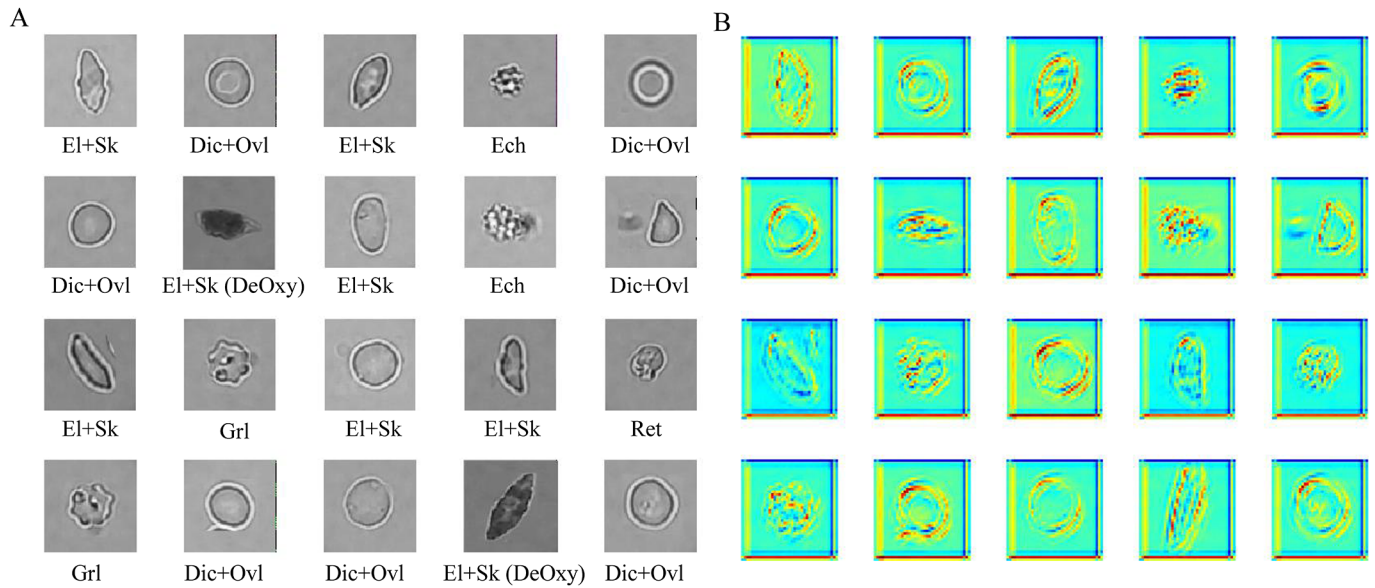 A
B
El+Sk Dic+Ovl El+Sk Ech Dic+Ovl
Dic+Ovl El+Sk (DeOxy) El+Sk Ech Dic+Ovl
El+Sk Grl El+Sk El+Sk Ret
Grl Dic+Ovl Dic+Ovl El+Sk (DeOxy) Dic+Ovl